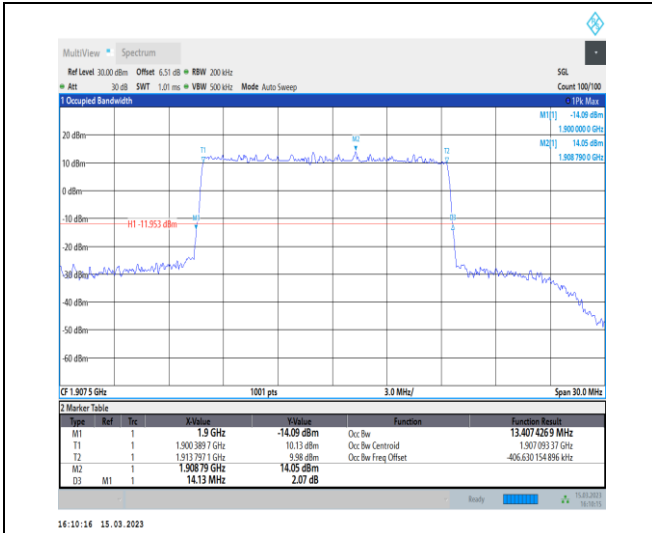 MultiView Spectrum
Ref Level 30.00 dBm Offset 6.51 dB RBW 200 kHz SGL
Att 30 dB SWT 1.01 ms VBW 500 kHz Mode Auto Sweep Count 100/100
1 Occupied Bandwidth 1Pk Max
M1[1] -14.09 dBm
1.900 000 0 GHz
M2[1] 14.05 dBm
1.908 790 0 GHz
20 dBm
M2
T1 T2
10 dBm
0 dBm
-10 dBm
M1 D3
H1 -11.953 dBm
-20 dBm
-30 dBm
-40 dBm
-50 dBm
-60 dBm
CF 1.907 5 GHz 1001 pts 3.0 MHz/ Span 30.0 MHz
2 Marker Table
Type Ref Trc X-Value Y-Value Function Function Result
M1 1 1.9 GHz -14.09 dBm Occ Bw 13.407 426 9 MHz
T1 1 1.900 389 7 GHz 10.13 dBm Occ Bw Centroid 1.907 093 37 GHz
T2 1 1.913 797 1 GHz 9.98 dBm Occ Bw Freq Offset -406.630 154 896 kHz
M2 1 1.908 79 GHz 14.05 dBm
D3 M1 1 14.13 MHz 2.07 dB
Ready 15.03.2023
16:10:15
16:10:16 15.03.2023